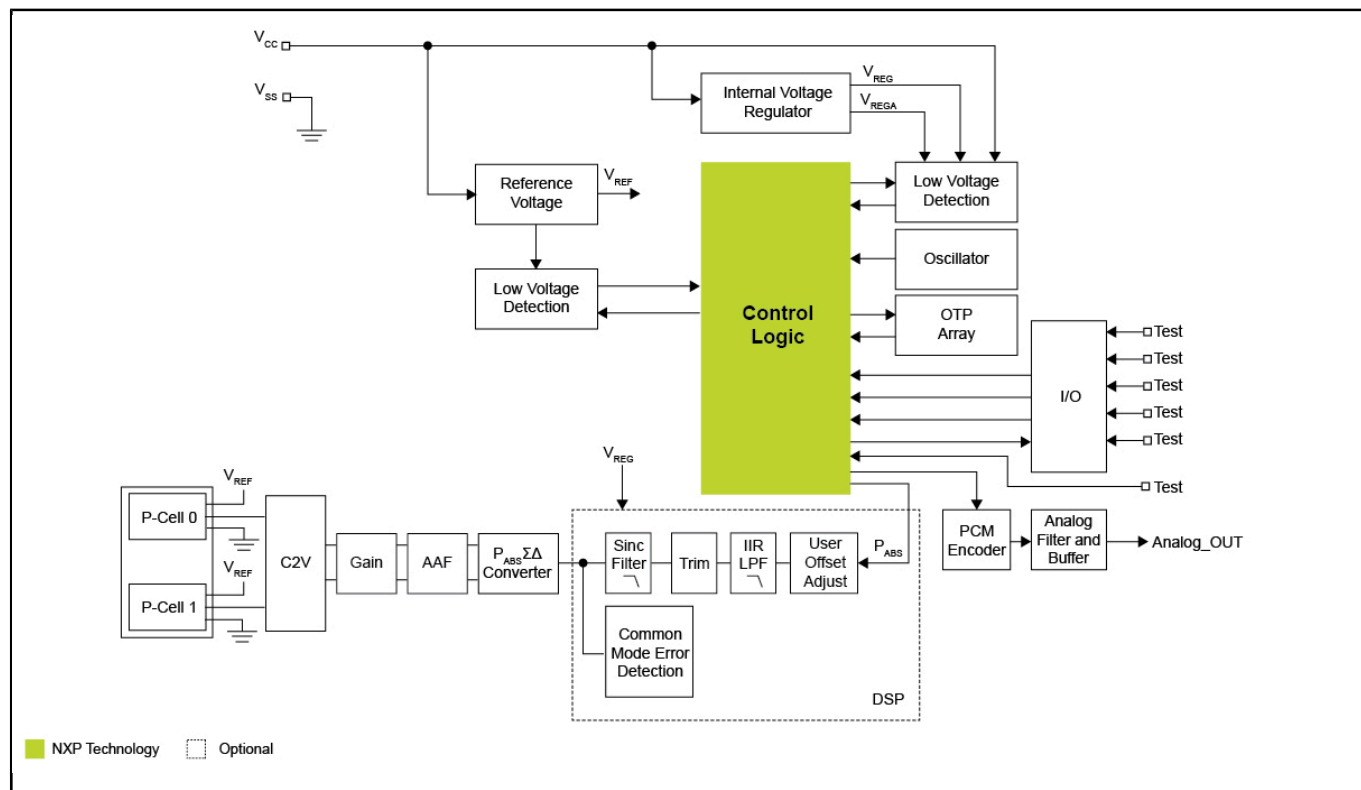 VCC
VSS
Internal Voltage
Regulator
VREG
VREGA
Reference
Voltage
VREF
Low Voltage
Detection
Low Voltage
Detection
Oscillator
OTP
Array
Control
Logic
I/O
Test
Test
Test
Test
Test
Test
VREG
VREF
P-Cell 0
VREF
P-Cell 1
C2V
Gain
AAF
PABSΣΔ
Converter
Sinc
Filter
Trim
IIR
LPF
User
Offset
Adjust
PABS
PCM
Encoder
Analog
Filter and
Buffer
Analog_OUT
Common
Mode Error
Detection
DSP
NXP Technology
Optional